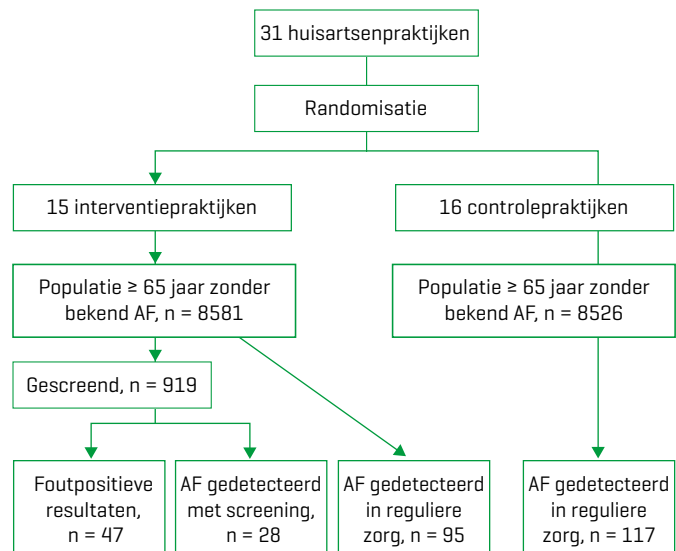 31 huisartsenpraktijken
Randomisatie
15 interventiepraktijken
16 controlepraktijken
Populatie ≥ 65 jaar zonder
bekend AF, n = 8581
Populatie ≥ 65 jaar zonder
bekend AF, n = 8526
Gescreend, n = 919
Foutpositieve
resultaten,
n = 47
AF gedetecteerd
met screening,
n = 28
AF gedetecteerd
in reguliere
zorg, n = 95
AF gedetecteerd
in reguliere
zorg, n = 117